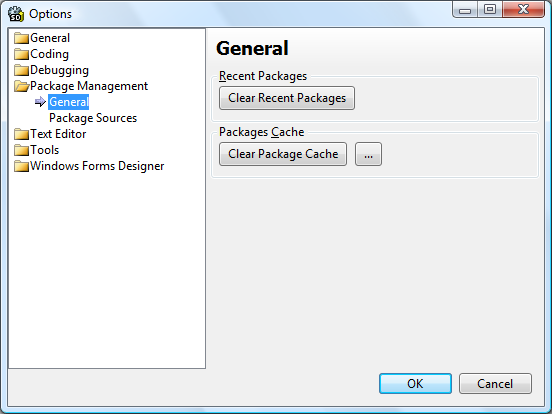 Options
General
Coding
Debugging
Package Management
General
Package Sources
Text Editor
Tools
Windows Forms Designer
General
Recent Packages
Clear Recent Packages
Packages Cache
Clear Package Cache ...
OK Cancel